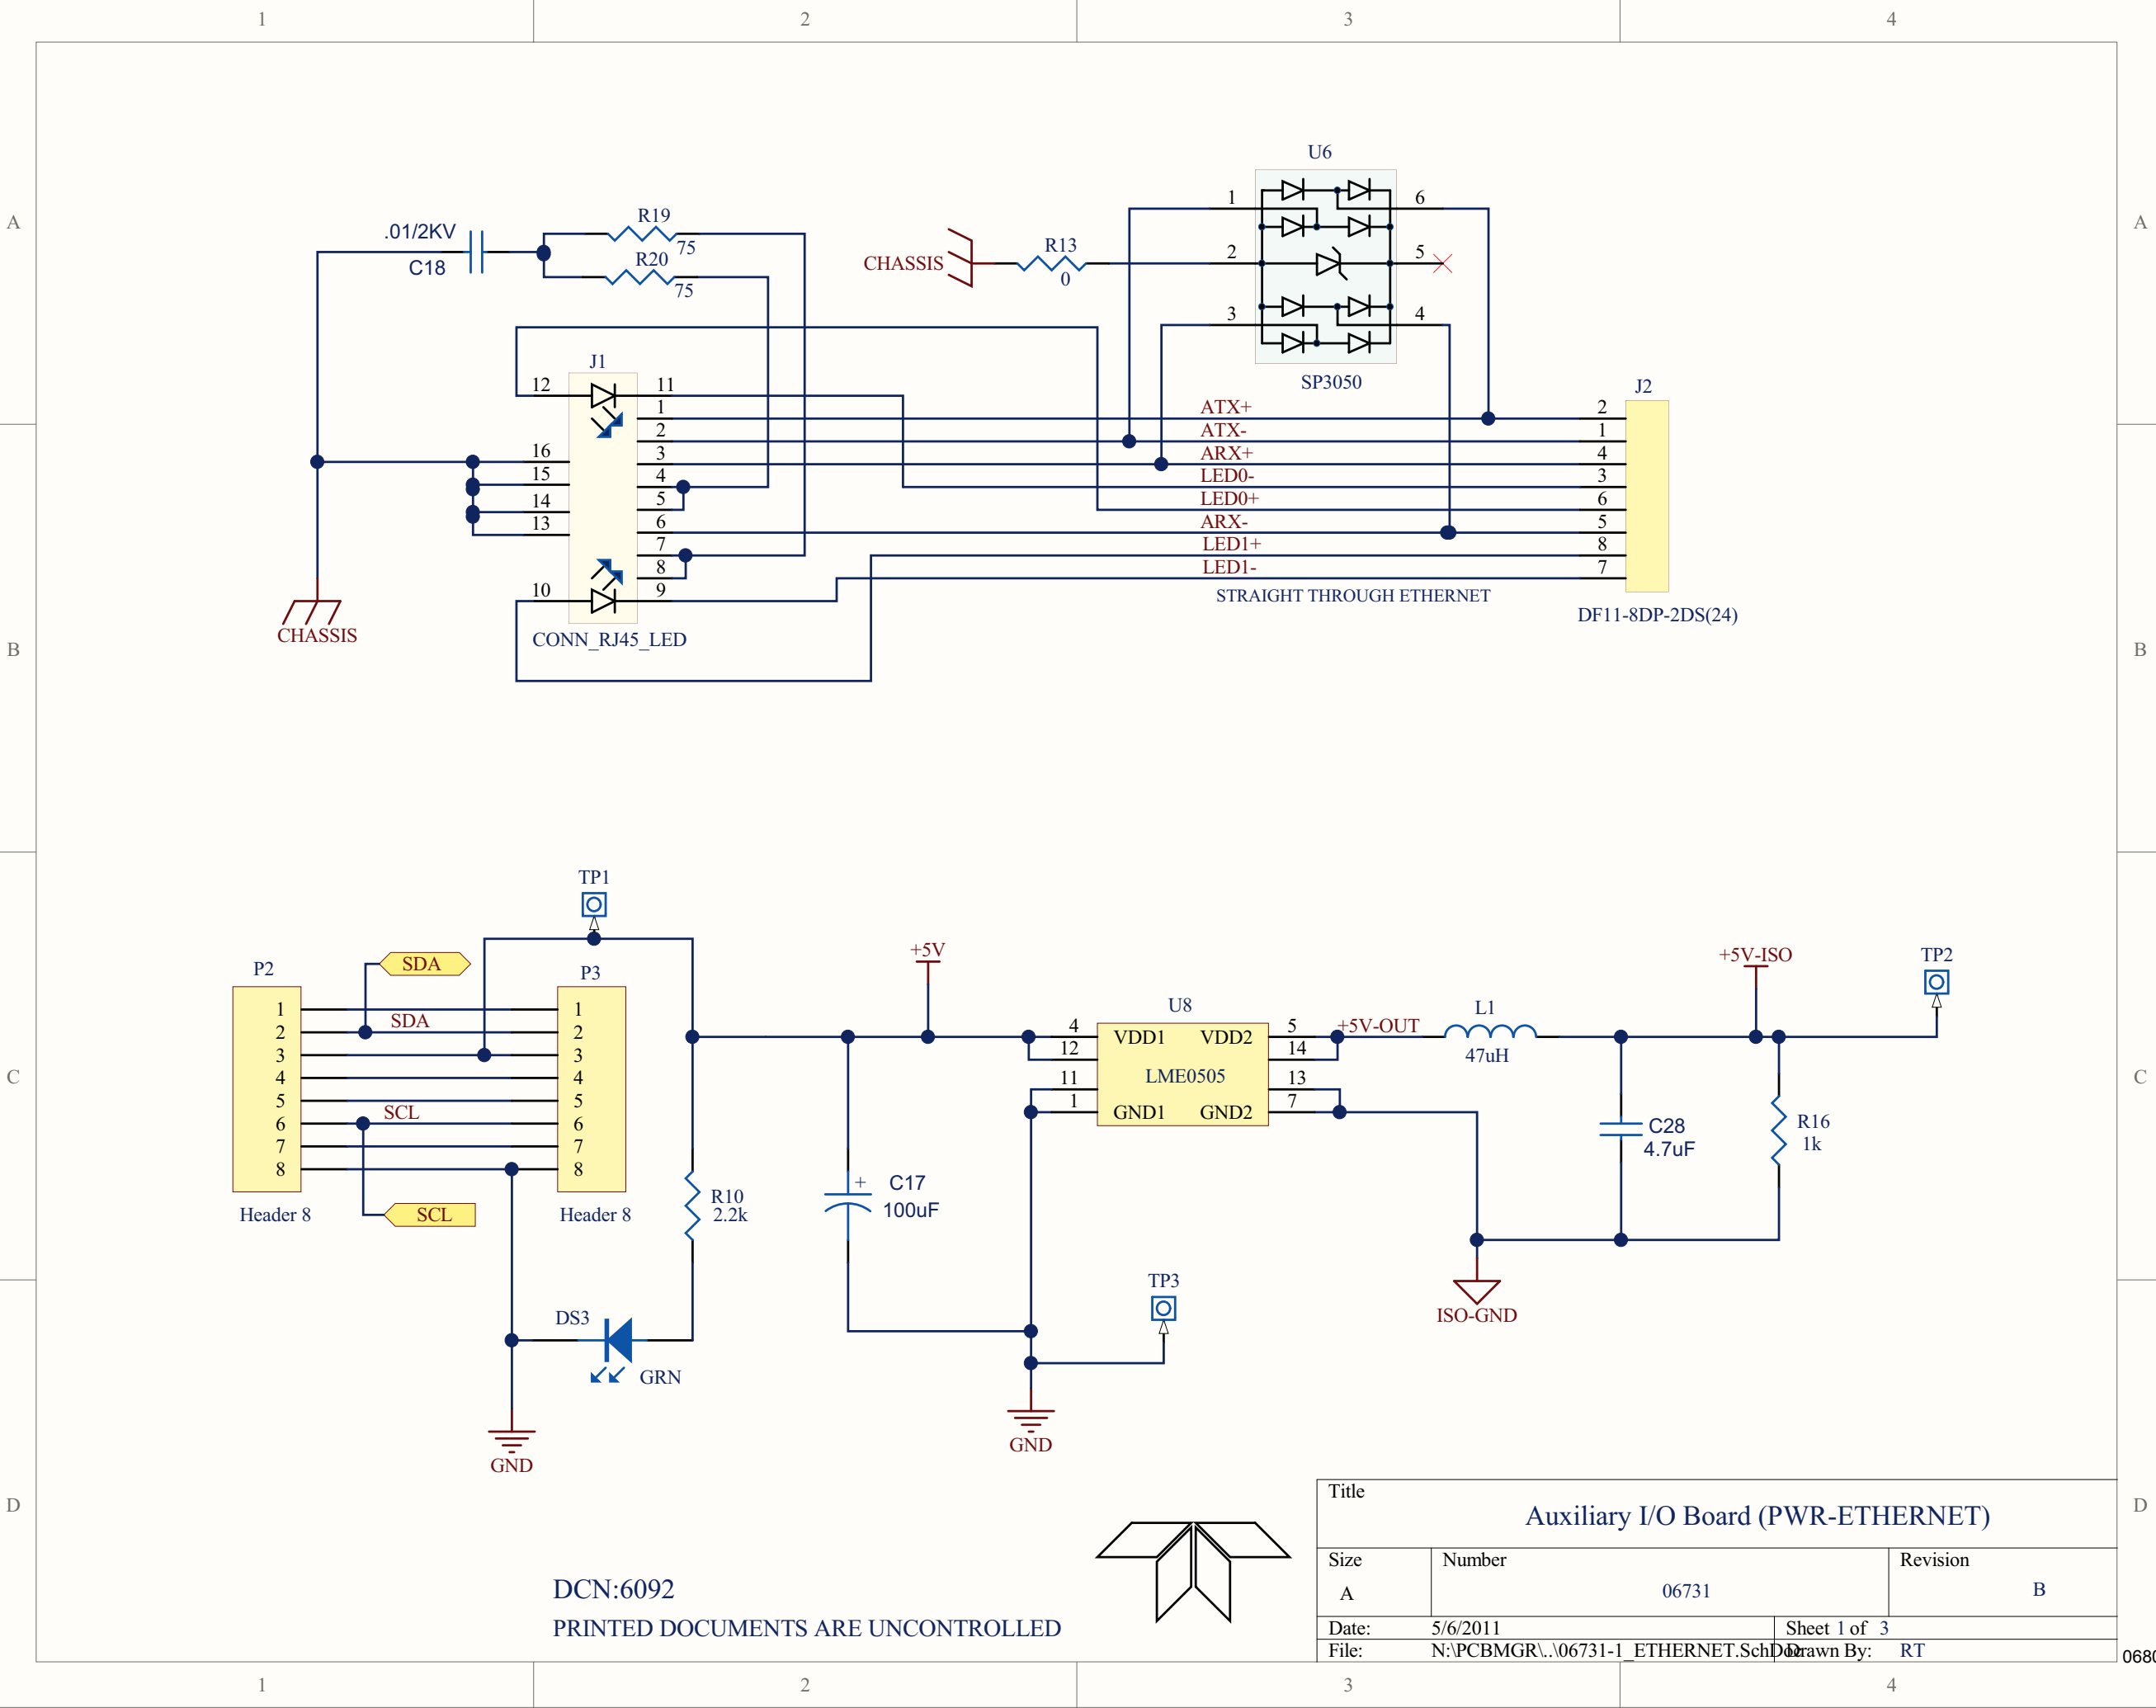 1 2 3 4
A A
B B
C C
D D
U6
1 6
2 5
3 4
SP3050
.01/2KV
C18
R19
75
R20
75
CHASSIS
R13
0
J1
12 11
1
2
16 3
15 4
14 5
13 6
7
8
10 9
CONN_RJ45_LED
CHASSIS
ATX+
ATX-
ARX+
LED0-
LED0+
ARX-
LED1+
LED1-
STRAIGHT THROUGH ETHERNET
J2
2
1
4
3
6
5
8
7
DF11-8DP-2DS(24)
TP1
P2
SDA
P3
1 1
2 SDA 2
3 3
4 4
5 5
6 SCL 6
7 7
8 8
Header 8
SCL
Header 8
R10
2.2k
DS3
GRN
GND
+5V
C17
+
100uF
U8
4 VDD1 VDD2 5
12 14
LME0505
11 13
1 GND1 GND2 7
+5V-OUT
L1
47uH
+5V-ISO
TP2
C28
4.7uF
R16
1k
ISO-GND
TP3
GND
DCN:6092
PRINTED DOCUMENTS ARE UNCONTROLLED
Title
Auxiliary I/O Board (PWR-ETHERNET)
Size Number Revision
A 06731 B
Date: 5/6/2011 Sheet 1 of 3
File: N:\PCBMGR\..\06731-1_ETHERNET.SchDoc Drawn By: RT
1 2 3 4